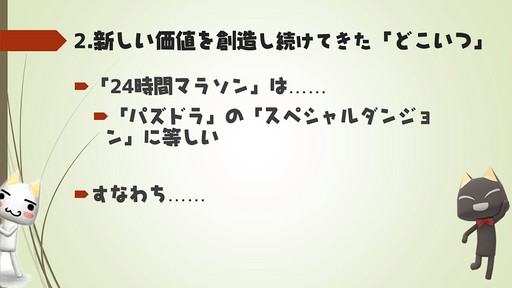 2.新しい価値を創造し続けてきた「どこいつ」
「24時間マラソン」は……
「パズドラ」の「スペシャルダンジョ
ン」に等しい
すなわち……